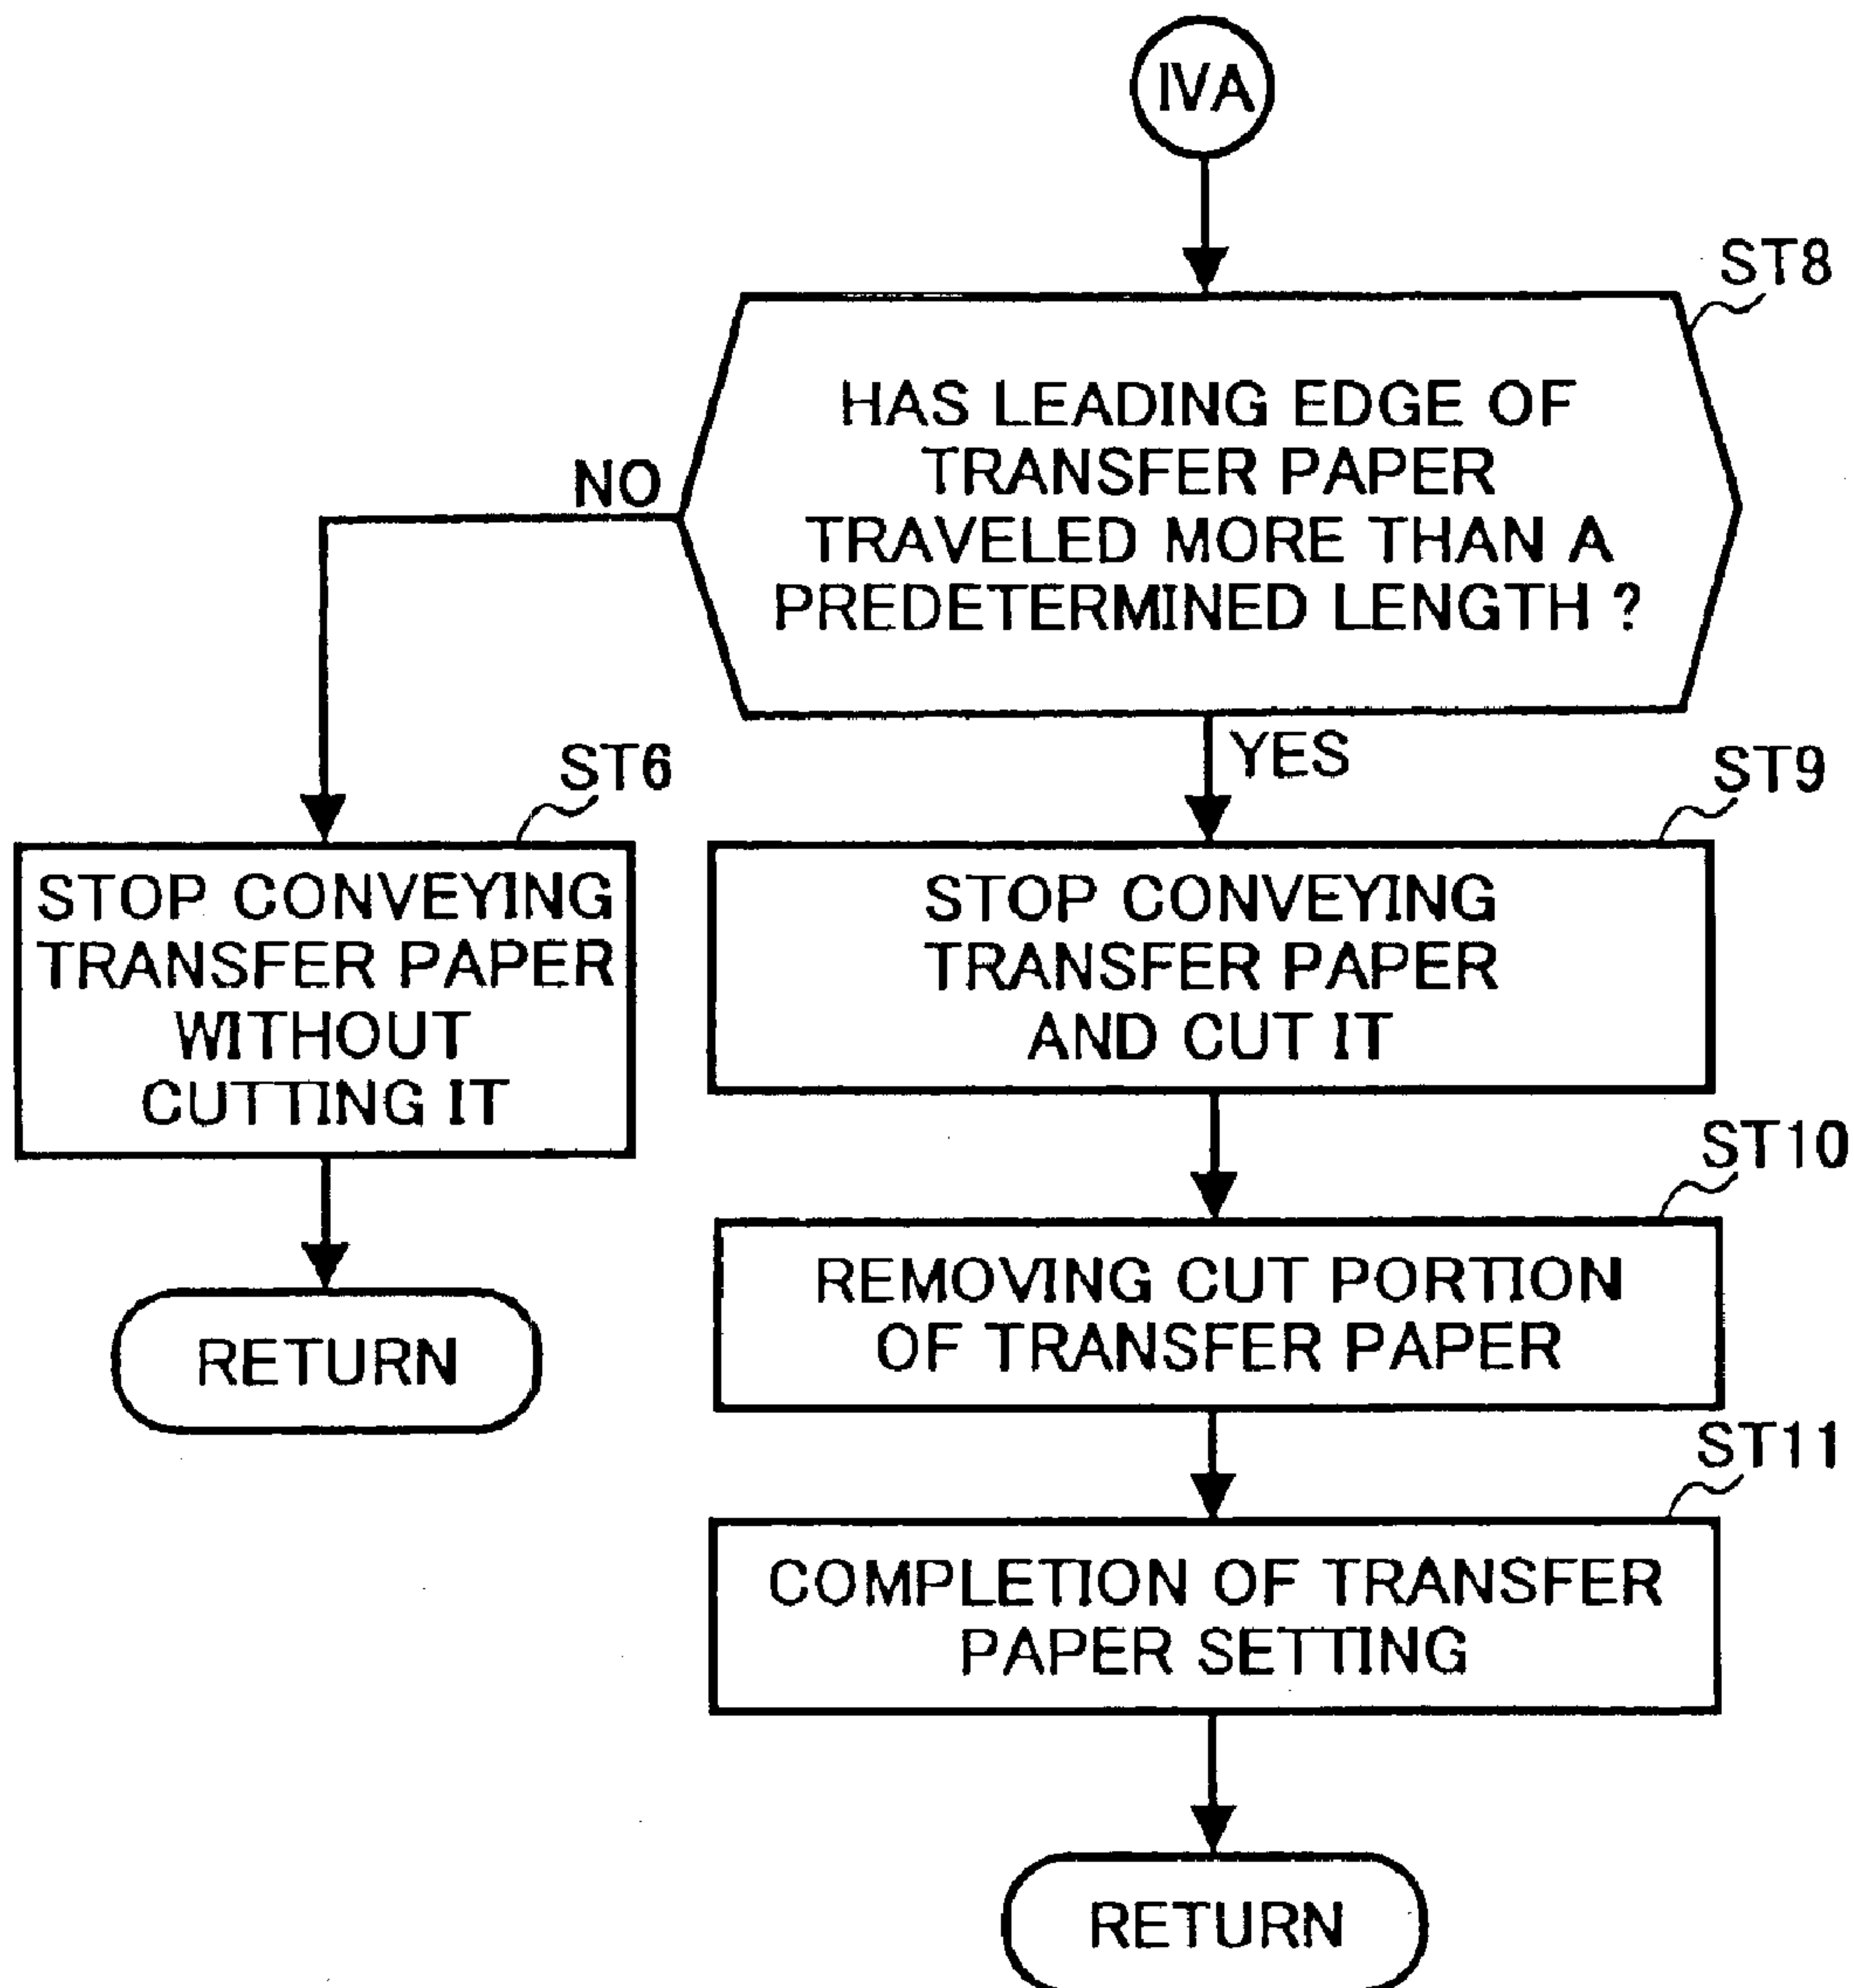 IVA
ST8
HAS LEADING EDGE OF
TRANSFER PAPER
TRAVELED MORE THAN A
PREDETERMINED LENGTH ?
NO
YES
ST6
STOP CONVEYING
TRANSFER PAPER
WITHOUT
CUTTING IT
RETURN
ST9
STOP CONVEYING
TRANSFER PAPER
AND CUT IT
ST10
REMOVING CUT PORTION
OF TRANSFER PAPER
ST11
COMPLETION OF TRANSFER
PAPER SETTING
RETURN